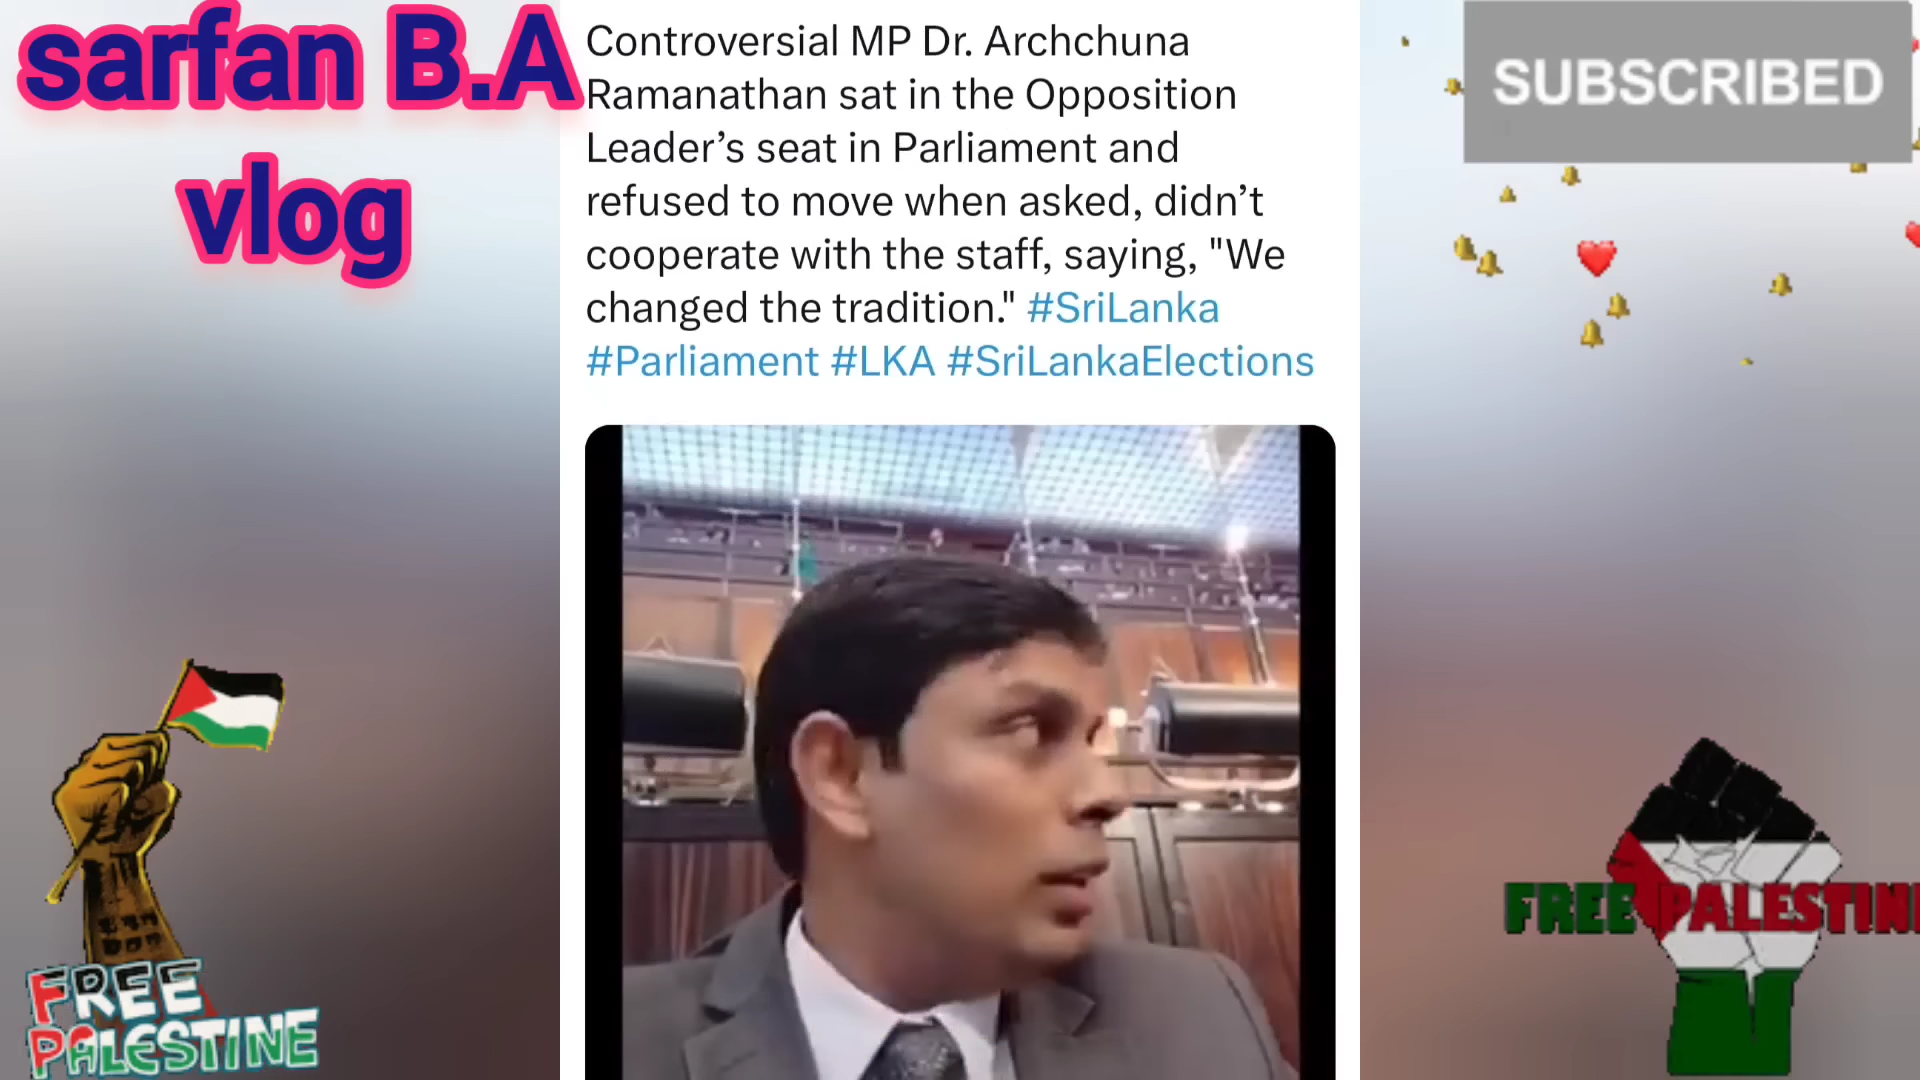 sarfan B.A
vlog
Controversial MP Dr. Archchuna
Ramanathan sat in the Opposition
Leader’s seat in Parliament and
refused to move when asked, didn’t
cooperate with the staff, saying, "We
changed the tradition." #SriLanka
#Parliament #LKA #SriLankaElections
SUBSCRIBED
FREE
PALESTINE
FREE PALESTIN